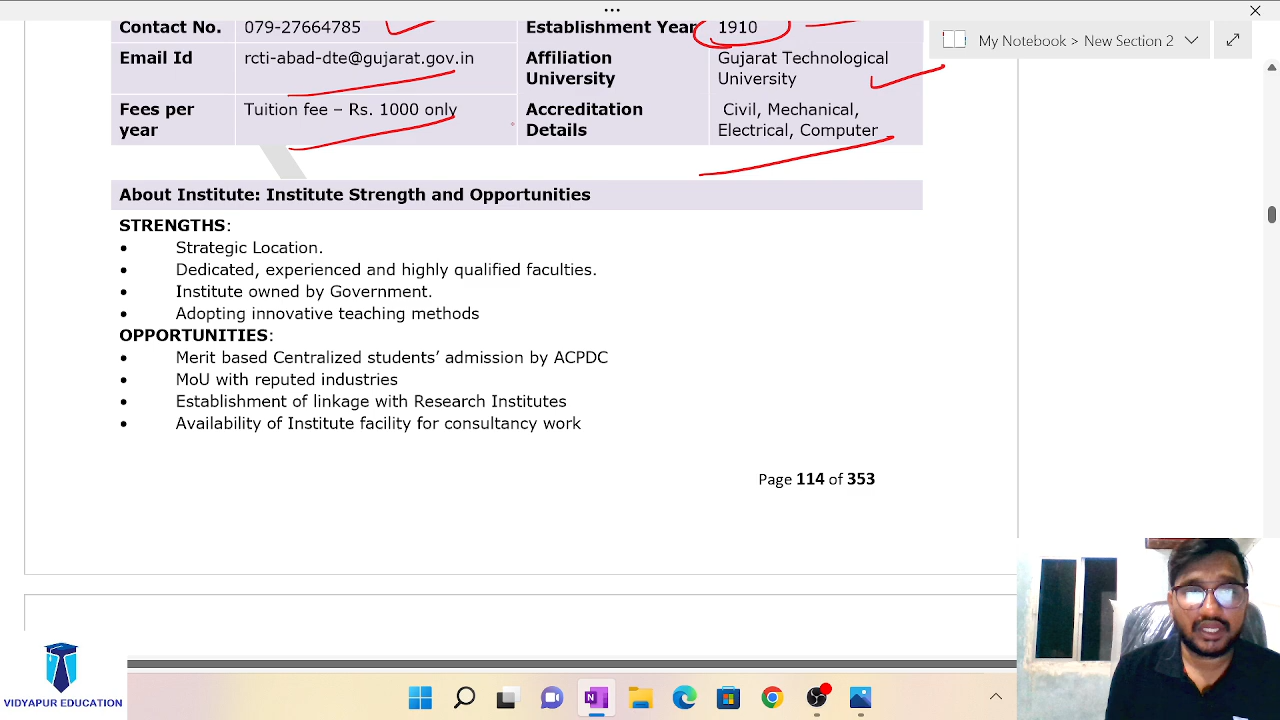 ...
Contact No. 079-27664785 Establishment Year 1910
My Notebook > New Section 2
Email Id rcti-abad-dte@gujarat.gov.in Affiliation University Gujarat Technological University
Fees per year Tuition fee – Rs. 1000 only Accreditation Details Civil, Mechanical, Electrical, Computer
About Institute: Institute Strength and Opportunities
STRENGTHS:
• Strategic Location.
• Dedicated, experienced and highly qualified faculties.
• Institute owned by Government.
• Adopting innovative teaching methods
OPPORTUNITIES:
• Merit based Centralized students’ admission by ACPDC
• MoU with reputed industries
• Establishment of linkage with Research Institutes
• Availability of Institute facility for consultancy work
Page 114 of 353
VIDYAPUR EDUCATION